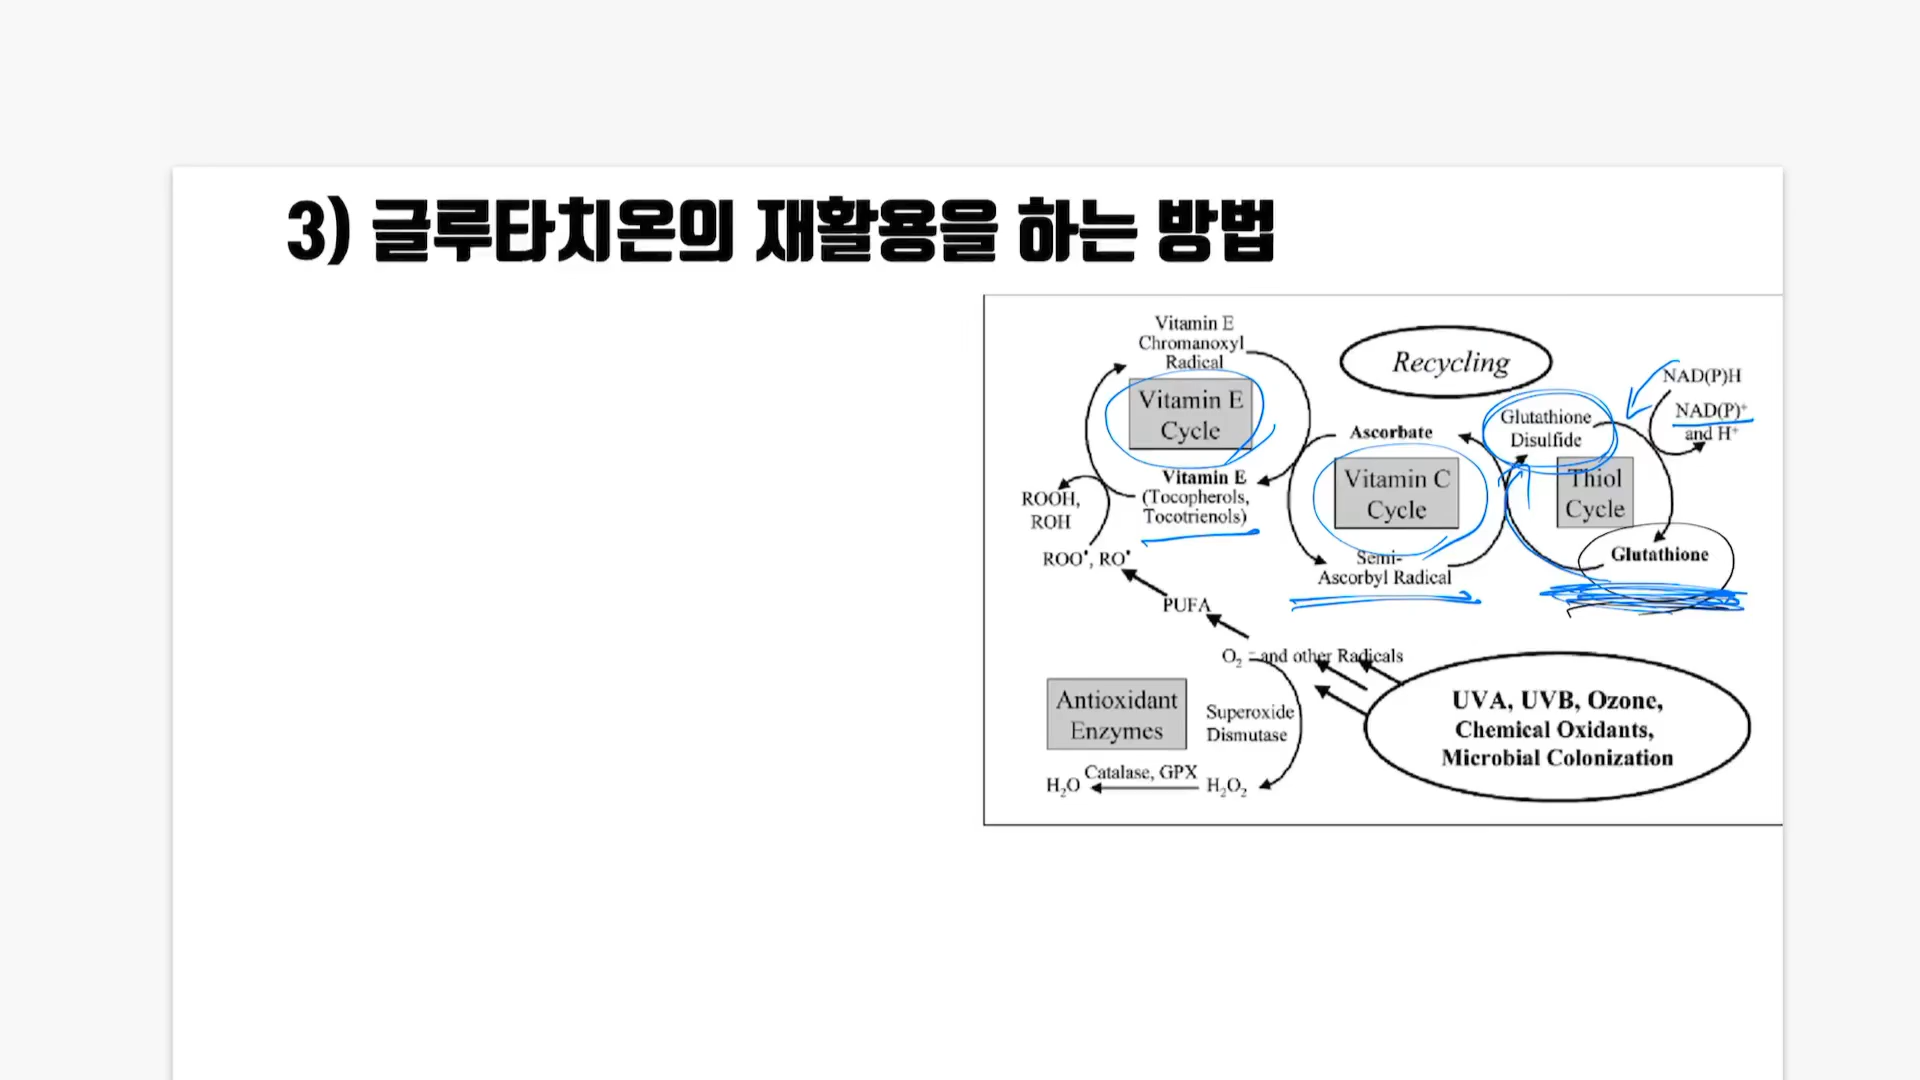 3) 글루타치온의 재활용을 하는 방법
Vitamin E
Chromanoxyl
Radical
Vitamin E
Cycle
Vitamin E
(Tocopherols,
Tocotrienols)
ROOH,
ROH
ROO•, RO•
PUFA
Recycling
Ascorbate
Vitamin C
Cycle
Semi-
Ascorbyl Radical
Glutathione
Disulfide
Thiol
Cycle
Glutathione
NAD(P)H
NAD(P)+
and H+
O₂ - and other Radicals
Antioxidant
Enzymes
Superoxide
Dismutase
Catalase, GPX
H₂O
H₂O₂
UVA, UVB, Ozone,
Chemical Oxidants,
Microbial Colonization